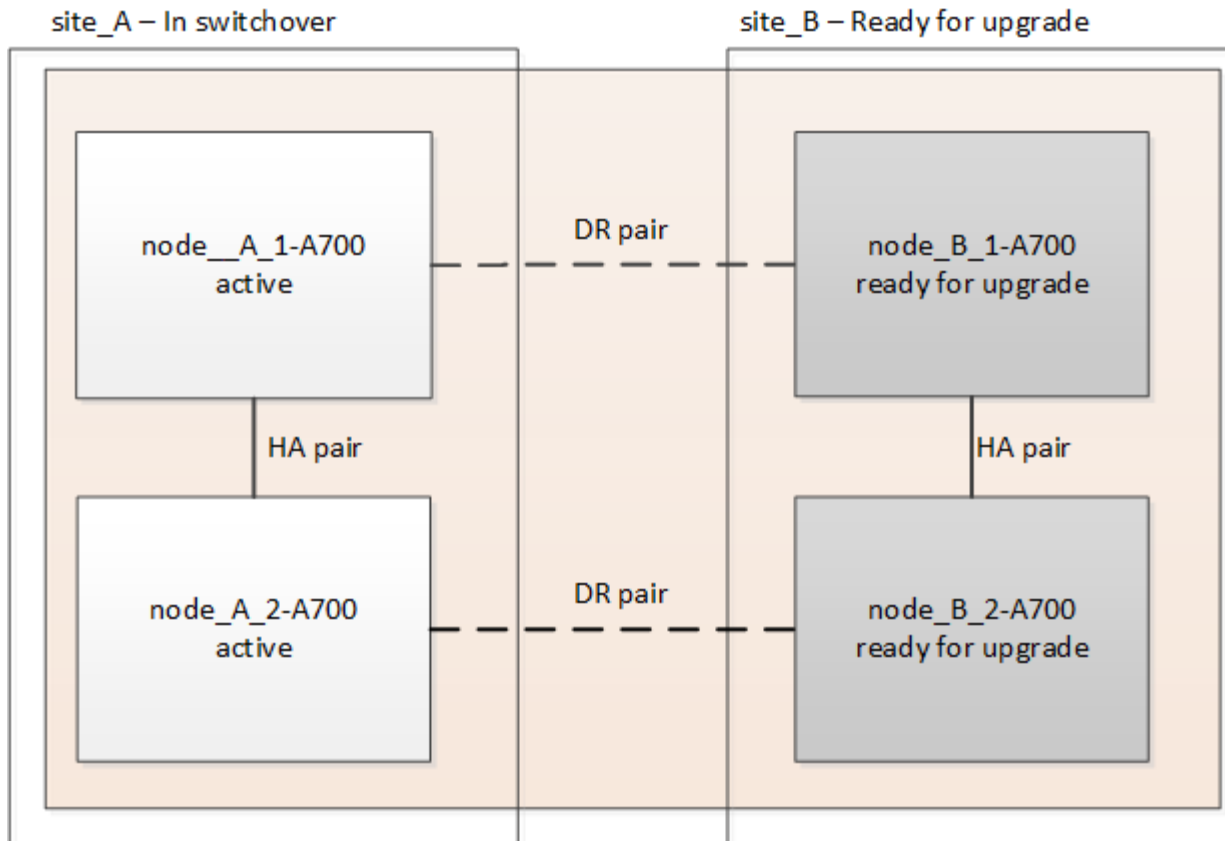 site_A – In switchover
site_B – Ready for upgrade
node__A_1-A700
active
DR pair
node_B_1-A700
ready for upgrade
HA pair
HA pair
node_A_2-A700
active
DR pair
node_B_2-A700
ready for upgrade